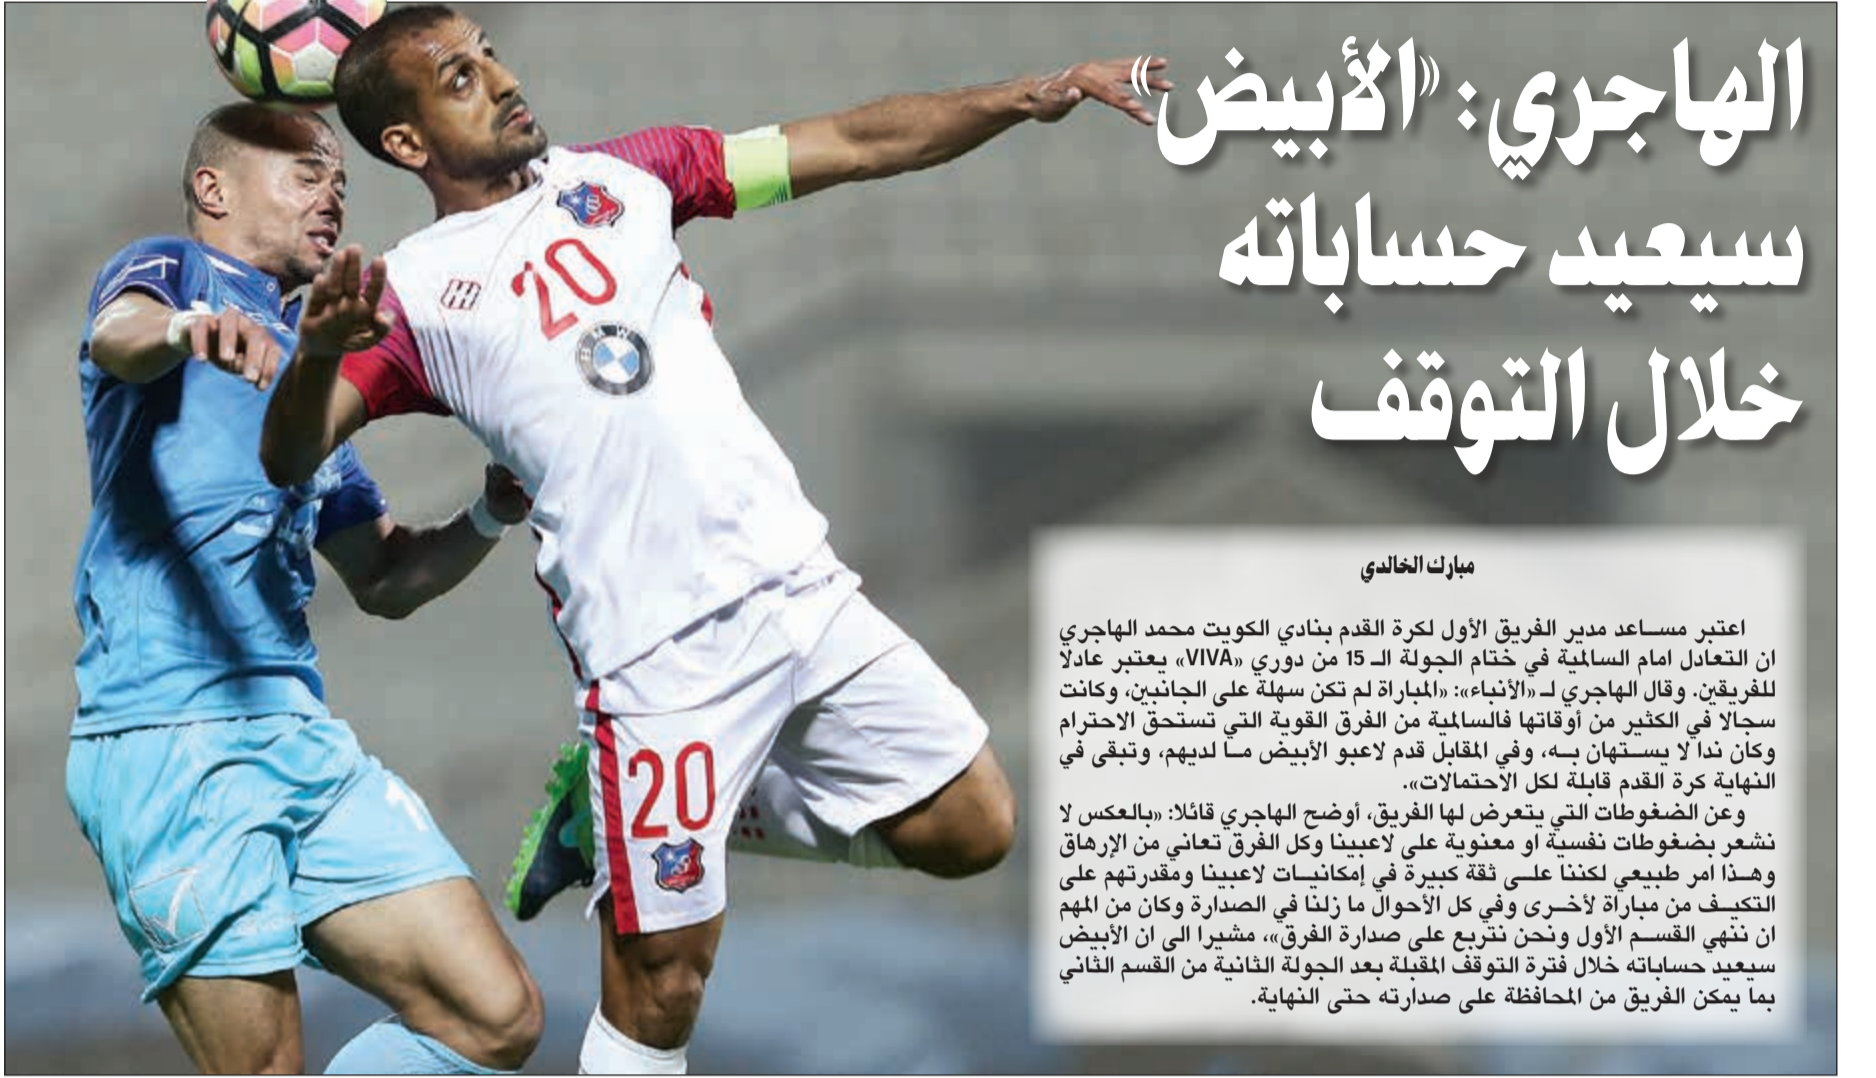 الهاجري: «الأبيض»
سيعيد حساباته
خلال التوقف
مبارك الخالدي
اعتبر مساعد مدير الفريق الأول لكرة القدم بنادي الكويت محمد الهاجري
ان التعادل امام السالمية في ختام الجولة الـ 15 من دوري «VIVA» يعتبر عادلا
للفريقين. وقال الهاجري لـ «الأنباء»: «المباراة لم تكن سهلة على الجانبين، وكانت
سجالا في الكثير من أوقاتها فالسالمية من الفرق القوية التي تستحق الاحترام
وكان ندا لا يستهان به، وفي المقابل قدم لاعبو الأبيض ما لديهم، وتبقى في
النهاية كرة القدم قابلة لكل الاحتمالات».
وعن الضغوطات التي يتعرض لها الفريق، أوضح الهاجري قائلا: «بالعكس لا
نشعر بضغوطات نفسية او معنوية على لاعبينا وكل الفرق تعاني من الإرهاق
وهذا امر طبيعي لكننا على ثقة كبيرة في إمكانيات لاعبينا ومقدرتهم على
التكيف من مباراة لأخرى وفي كل الأحوال ما زلنا في الصدارة وكان من المهم
ان ننهي القسم الأول ونحن نتربع على صدارة الفرق»، مشيرا الى ان الأبيض
سيعيد حساباته خلال فترة التوقف المقبلة بعد الجولة الثانية من القسم الثاني
بما يمكن الفريق من المحافظة على صدارته حتى النهاية.
20
BMW
20